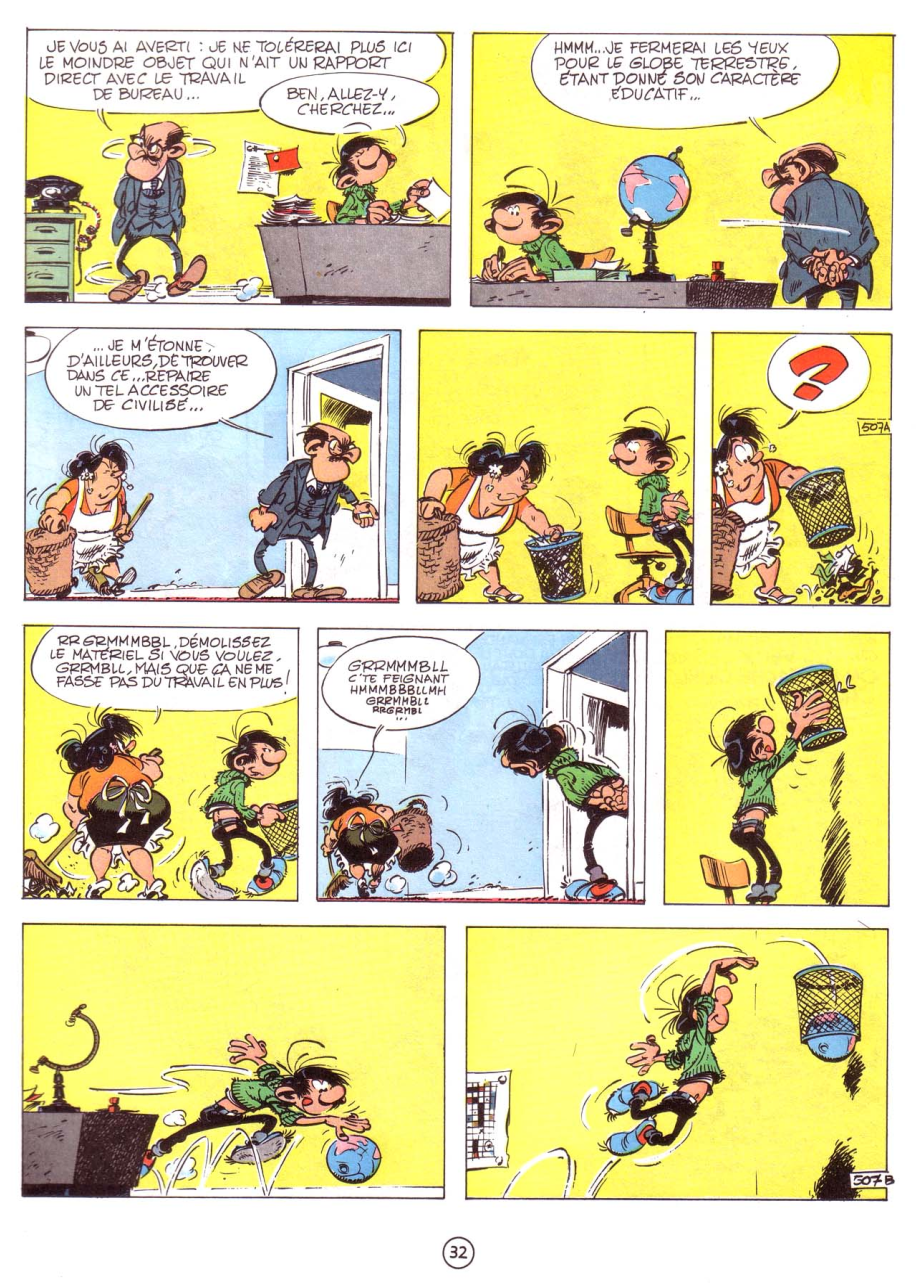 JE VOUS AI AVERTI : JE NE TOLÉRERAI PLUS ICI
LE MOINDRE OBJET QUI N'AIT UN RAPPORT
DIRECT AVEC LE TRAVAIL
DE BUREAU...
BEN, ALLEZ-Y,
CHERCHEZ...
HMMM...JE FERMERAI LES YEUX
POUR LE GLOBE TERRESTRE,
ÉTANT DONNÉ SON CARACTÈRE
ÉDUCATIF...
...JE M'ÉTONNE,
D'AILLEURS, DE TROUVER
DANS CE...REPAIRE
UN TEL ACCESSOIRE
DE CIVILISÉ...
?
507A
RRGRMMMBBL, DÉMOLISSEZ
LE MATÉRIEL SI VOUS VOULEZ,
GRRMBLL, MAIS QUE ÇA NE ME
FASSE PAS DU TRAVAIL EN PLUS!
GRRMMMBLL
C'TE FEIGNANT
HMMMBBBLLMH
GRRMMBLL
RRGRMBL
...
507B
32